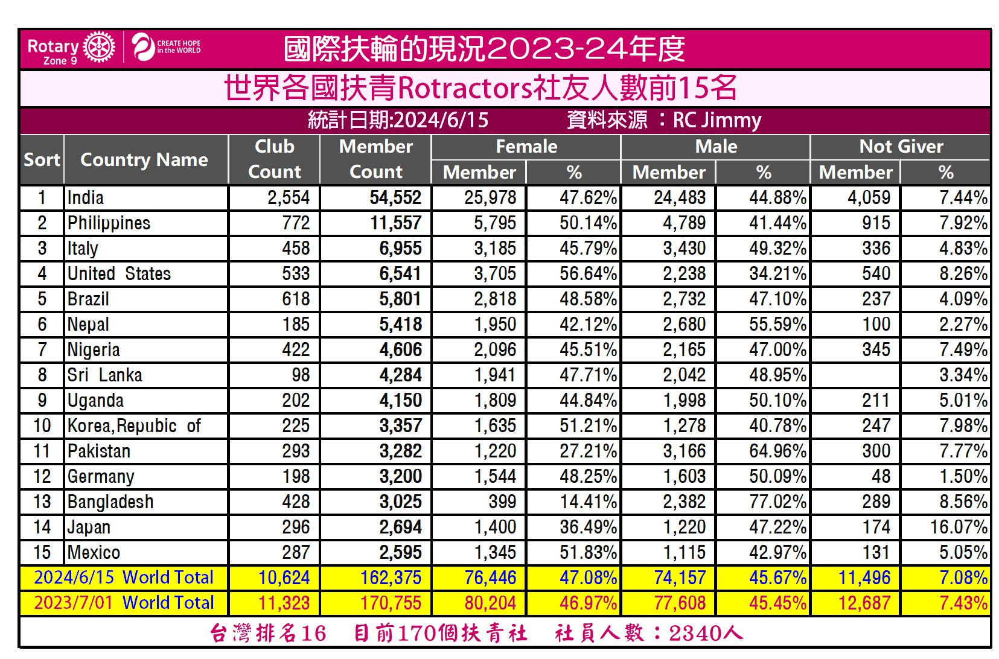 Rotary
Zone 9
CREATE HOPE
in the WORLD
國際扶輪的現況2023-24年度
世界各國扶青Rotractors社友人數前15名
統計日期:2024/6/15 資料來源 : RC Jimmy
Sort Country Name Club Count Member Count Female Male Not Giver
Member % Member % Member %
1 India 2,554 54,552 25,978 47.62% 24,483 44.88% 4,059 7.44%
2 Philippines 772 11,557 5,795 50.14% 4,789 41.44% 915 7.92%
3 Italy 458 6,955 3,185 45.79% 3,430 49.32% 336 4.83%
4 United States 533 6,541 3,705 56.64% 2,238 34.21% 540 8.26%
5 Brazil 618 5,801 2,818 48.58% 2,732 47.10% 237 4.09%
6 Nepal 185 5,418 1,950 42.12% 2,680 55.59% 100 2.27%
7 Nigeria 422 4,606 2,096 45.51% 2,165 47.00% 345 7.49%
8 Sri Lanka 98 4,284 1,941 47.71% 2,042 48.95% 3.34%
9 Uganda 202 4,150 1,809 44.84% 1,998 50.10% 211 5.01%
10 Korea,Repubic of 225 3,357 1,635 51.21% 1,278 40.78% 247 7.98%
11 Pakistan 293 3,282 1,220 27.21% 3,166 64.96% 300 7.77%
12 Germany 198 3,200 1,544 48.25% 1,603 50.09% 48 1.50%
13 Bangladesh 428 3,025 399 14.41% 2,382 77.02% 289 8.56%
14 Japan 296 2,694 1,400 36.49% 1,220 47.22% 174 16.07%
15 Mexico 287 2,595 1,345 51.83% 1,115 42.97% 131 5.05%
2024/6/15 World Total 10,624 162,375 76,446 47.08% 74,157 45.67% 11,496 7.08%
2023/7/01 World Total 11,323 170,755 80,204 46.97% 77,608 45.45% 12,687 7.43%
台灣排名16 目前170個扶青社 社員人數：2340人